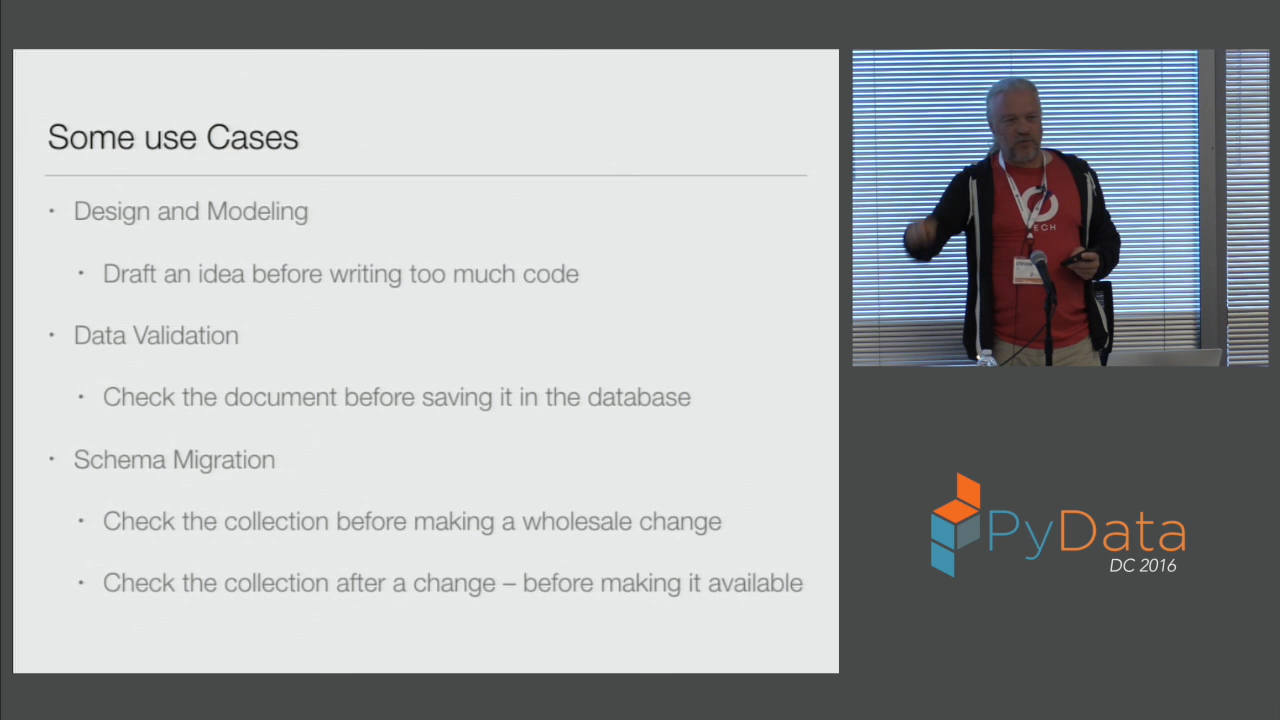 Some use Cases
• Design and Modeling
• Draft an idea before writing too much code
• Data Validation
• Check the document before saving it in the database
• Schema Migration
• Check the collection before making a wholesale change
• Check the collection after a change – before making it available
ECH
PyData
DC 2016